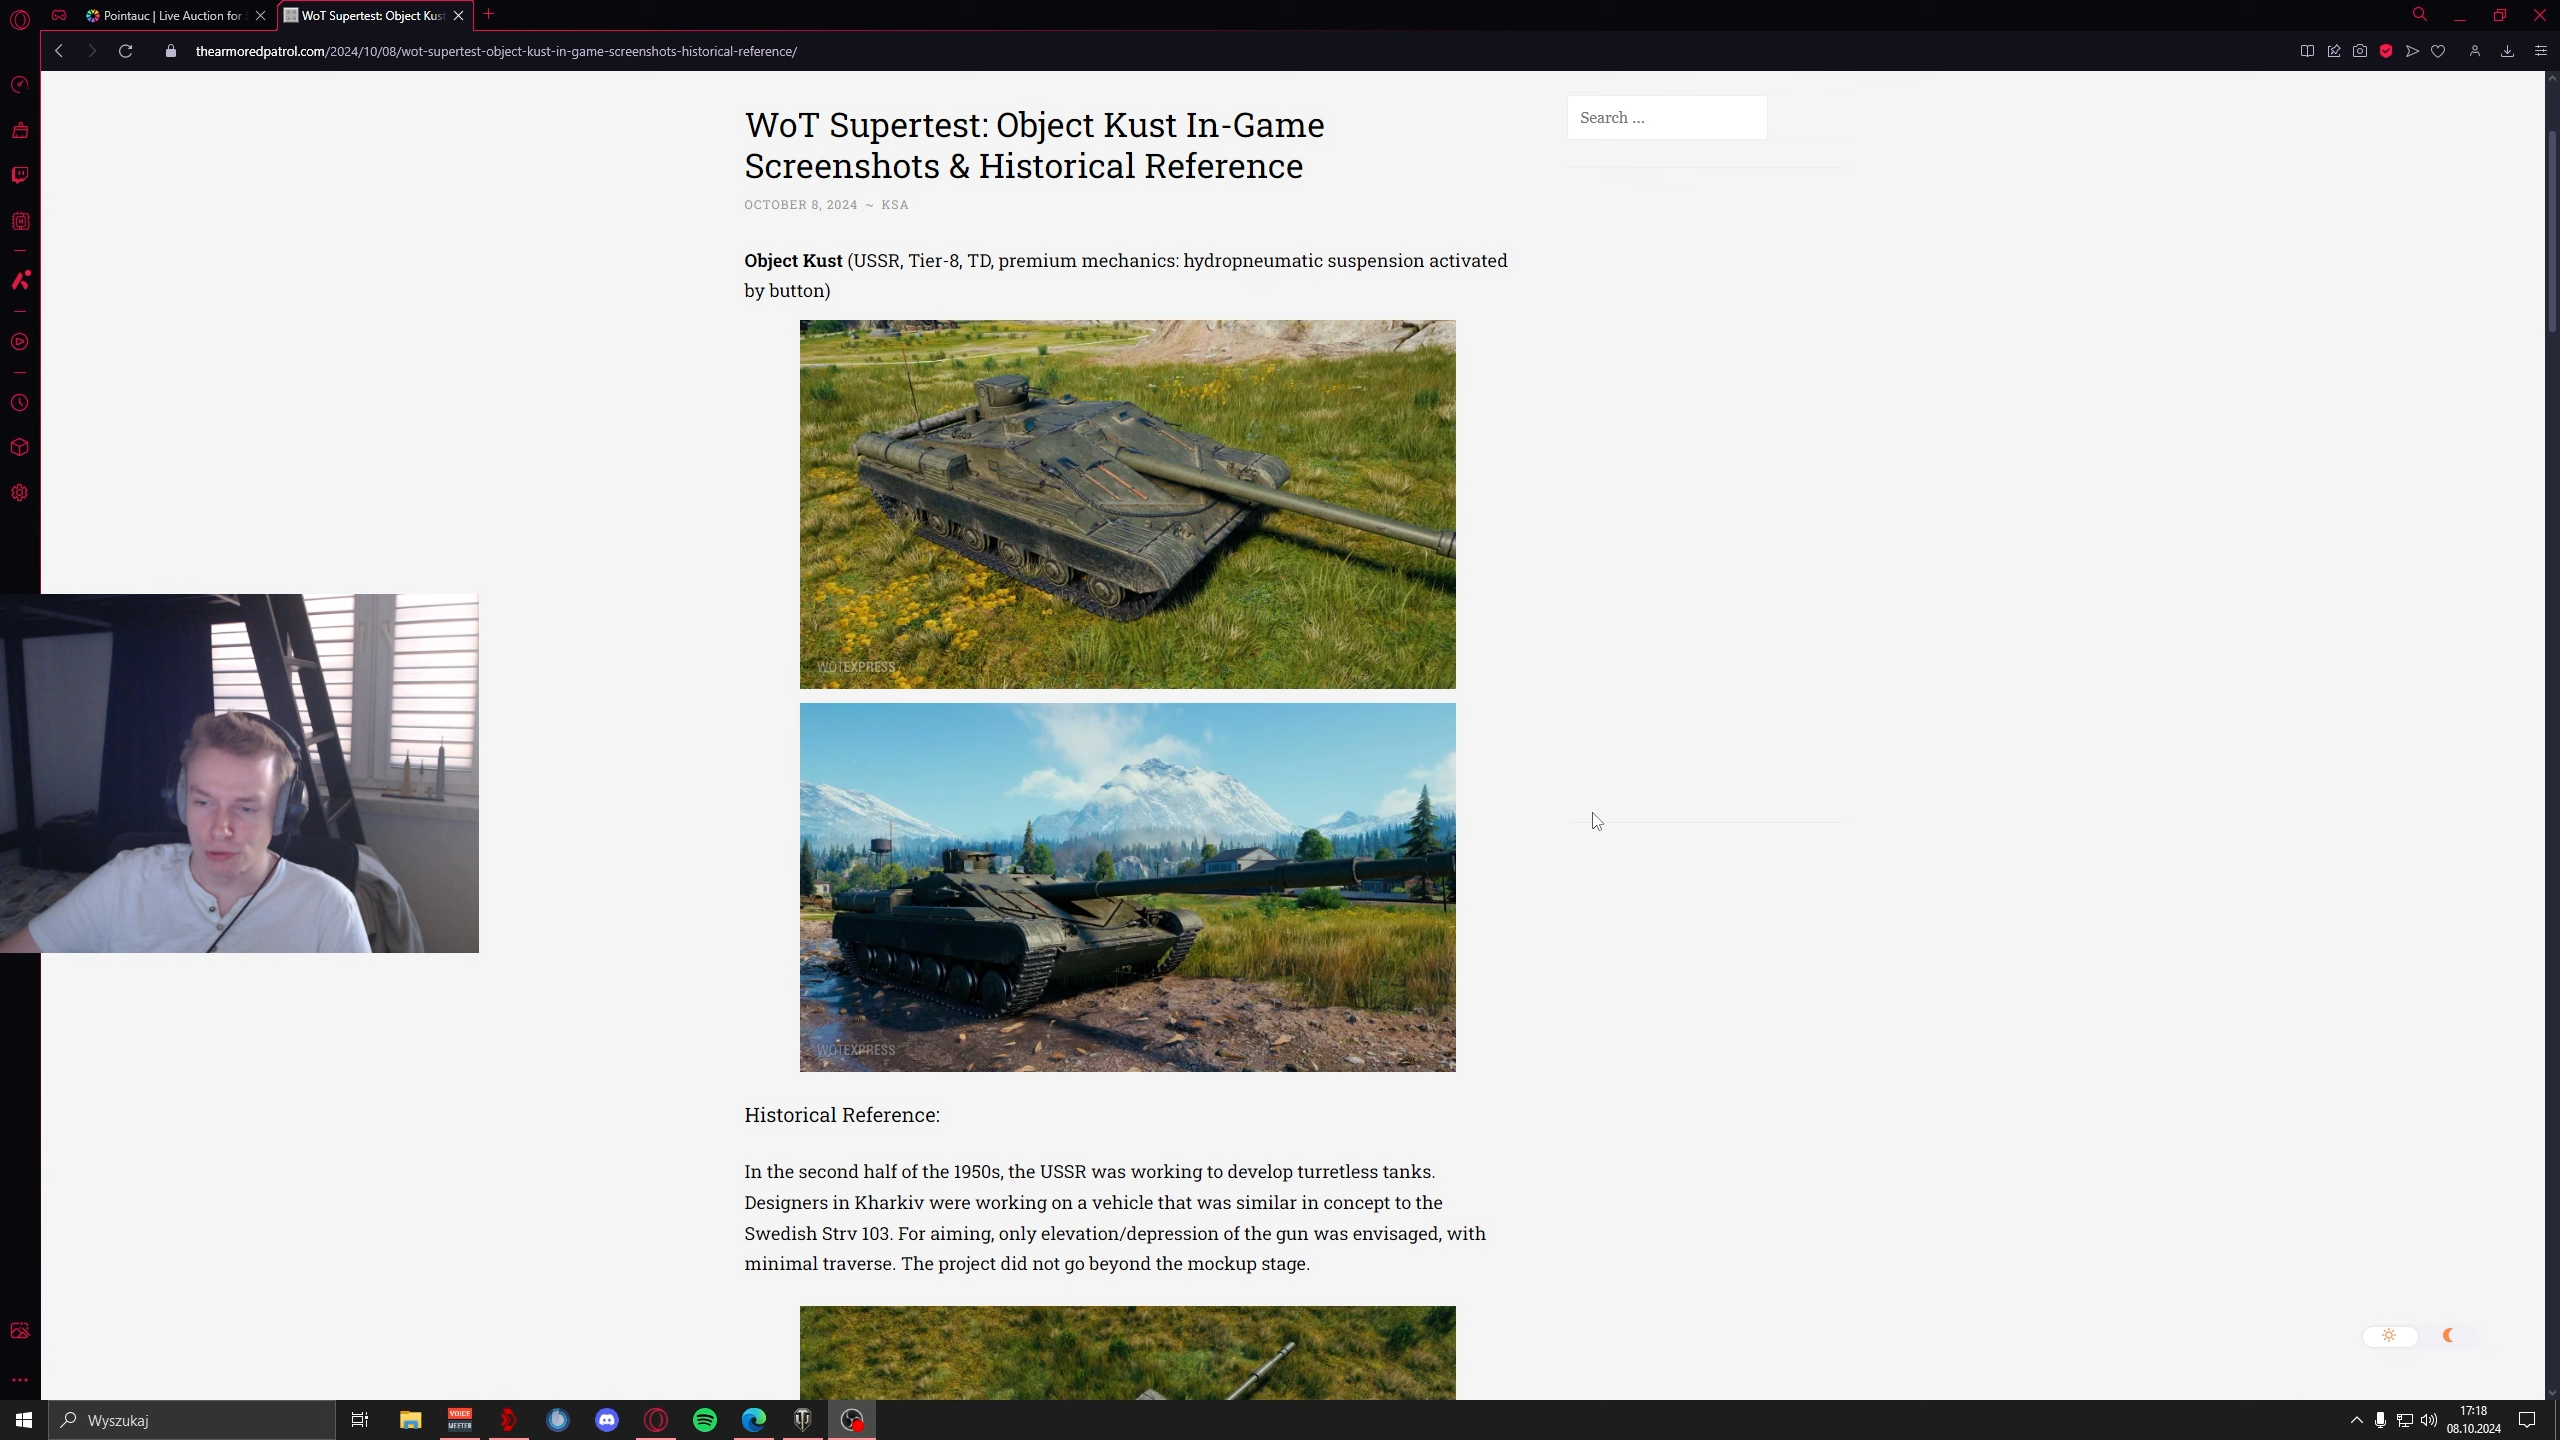 Pointauc | Live Auction for
WoT Supertest: Object Kust
thearmoredpatrol.com/2024/10/08/wot-supertest-object-kust-in-game-screenshots-historical-reference/
WoT Supertest: Object Kust In-Game
Screenshots & Historical Reference
OCTOBER 8, 2024 ~ KSA
Search ...
Object Kust (USSR, Tier-8, TD, premium mechanics: hydropneumatic suspension activated
by button)
WOTEXPRESS
WOTEXPRESS
Historical Reference:
In the second half of the 1950s, the USSR was working to develop turretless tanks.
Designers in Kharkiv were working on a vehicle that was similar in concept to the
Swedish Strv 103. For aiming, only elevation/depression of the gun was envisaged, with
minimal traverse. The project did not go beyond the mockup stage.
Wyszukaj
VOICE
MEETER
17:18
08.10.2024